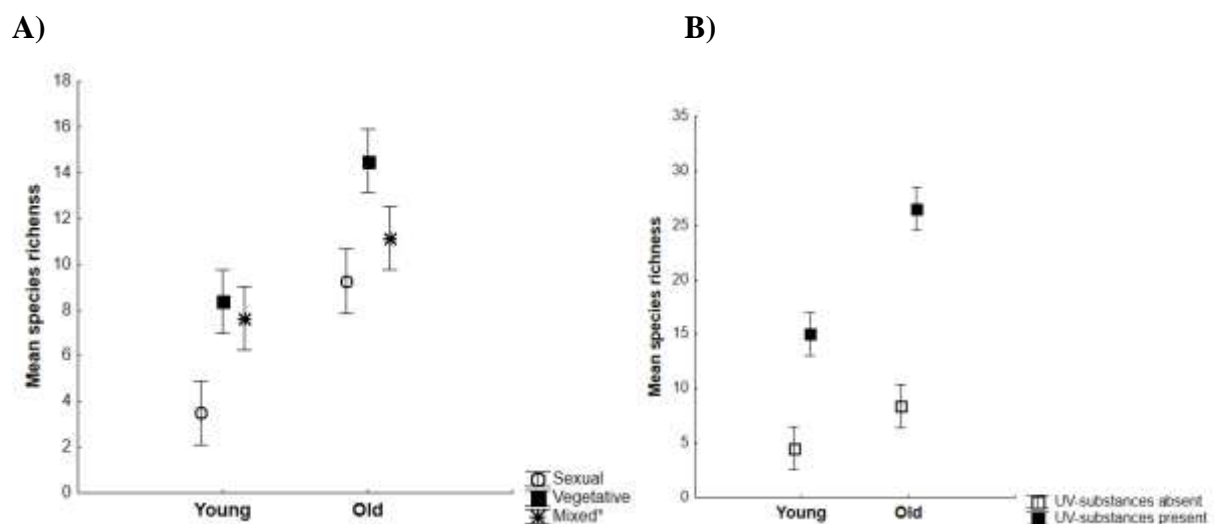 A)
B)
Mean species richenss
18
16
14
12
10
8
6
4
2
0
Young
Old
Sexual
Vegetative
Mixed*
Mean species richness
35
30
25
20
15
10
5
0
Young
Old
UV-substances absent
UV-substances present